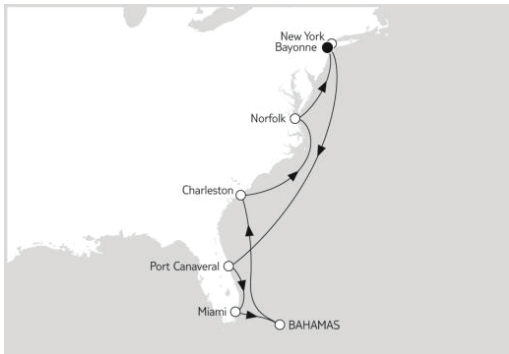 New York
Bayonne
Norfolk
Charleston
Port Canaveral
Miami
BAHAMAS